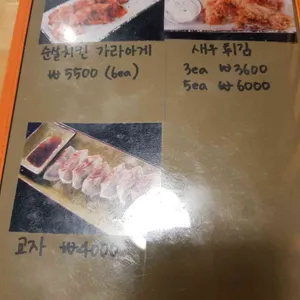 순살치킨 가라아게
₩5500 (6ea)
새우 튀김
3ea ₩3600
5ea ₩6000
교자 ₩4000